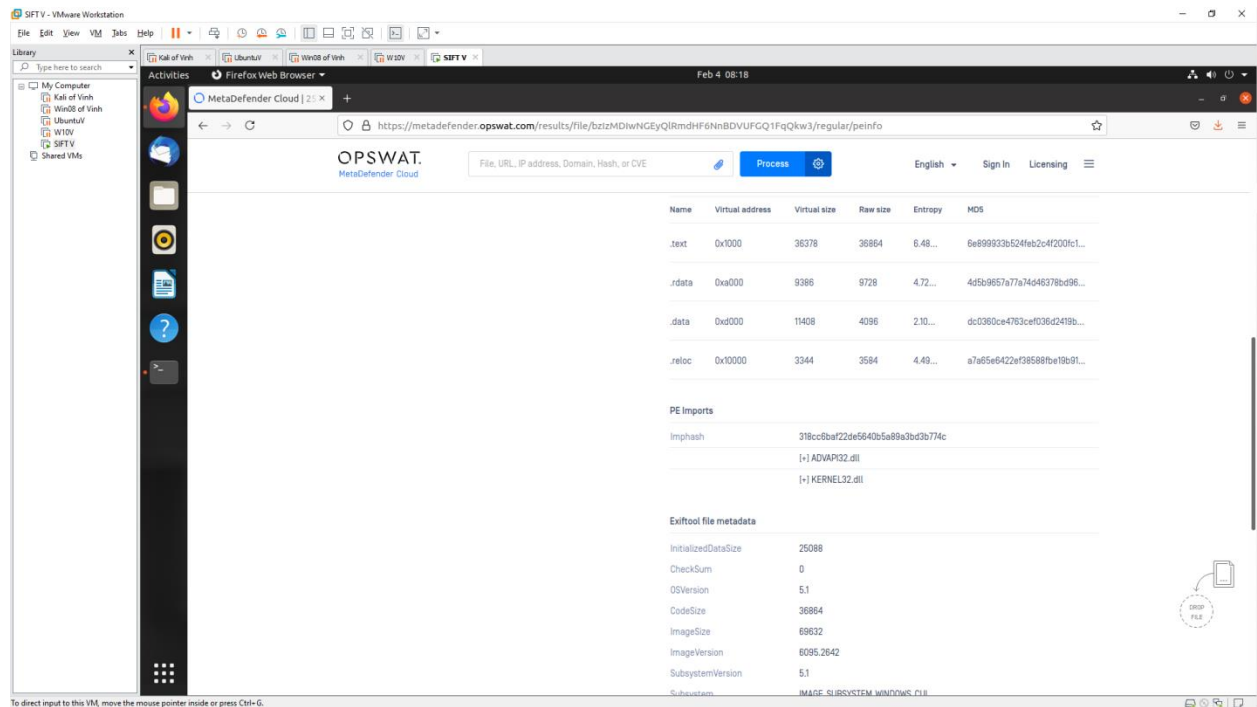 SIFT V - VMware Workstation
File Edit View VM Tabs Help
Library
Type here to search
My Computer
Kali of Vinh
Win08 of Vinh
UbuntuV
W10V
SIFT V
Shared VMs
Kali of Vinh UbuntuV Win08 of Vinh W10V SIFT V
Activities Firefox Web Browser Feb 4 08:18
MetaDefender Cloud | 25
https://metadefender.opswat.com/results/file/bzIzMDIwNGEyQlRmdHF6NnBDVUFGQ1FqQkw3/regular/peinfo
OPSWAT.
MetaDefender Cloud
File, URL, IP address, Domain, Hash, or CVE
Process
English Sign In Licensing
Name Virtual address Virtual size Raw size Entropy MD5
.text 0x1000 36378 36864 6.48... 6e899933b524feb2c4f200fc1...
.rdata 0xa000 9386 9728 4.72... 4d5b9657a77a74d46378bd96...
.data 0xd000 11408 4096 2.10... dc0360ce4763cef036d2419b...
.reloc 0x10000 3344 3584 4.49... a7a65e6422ef38588fbe19b91...
PE Imports
Imphash 318cc6baf22de5640b5a89a3bd3b774c
[+] ADVAPI32.dll
[+] KERNEL32.dll
Exiftool file metadata
InitializedDataSize 25088
CheckSum 0
OSVersion 5.1
CodeSize 36864
ImageSize 69632
ImageVersion 6095.2642
SubsystemVersion 5.1
Subsystem IMAGE_SUBSYSTEM_WINDOWS_CUI
DROP
FILE
To direct input to this VM, move the mouse pointer inside or press Ctrl+G.